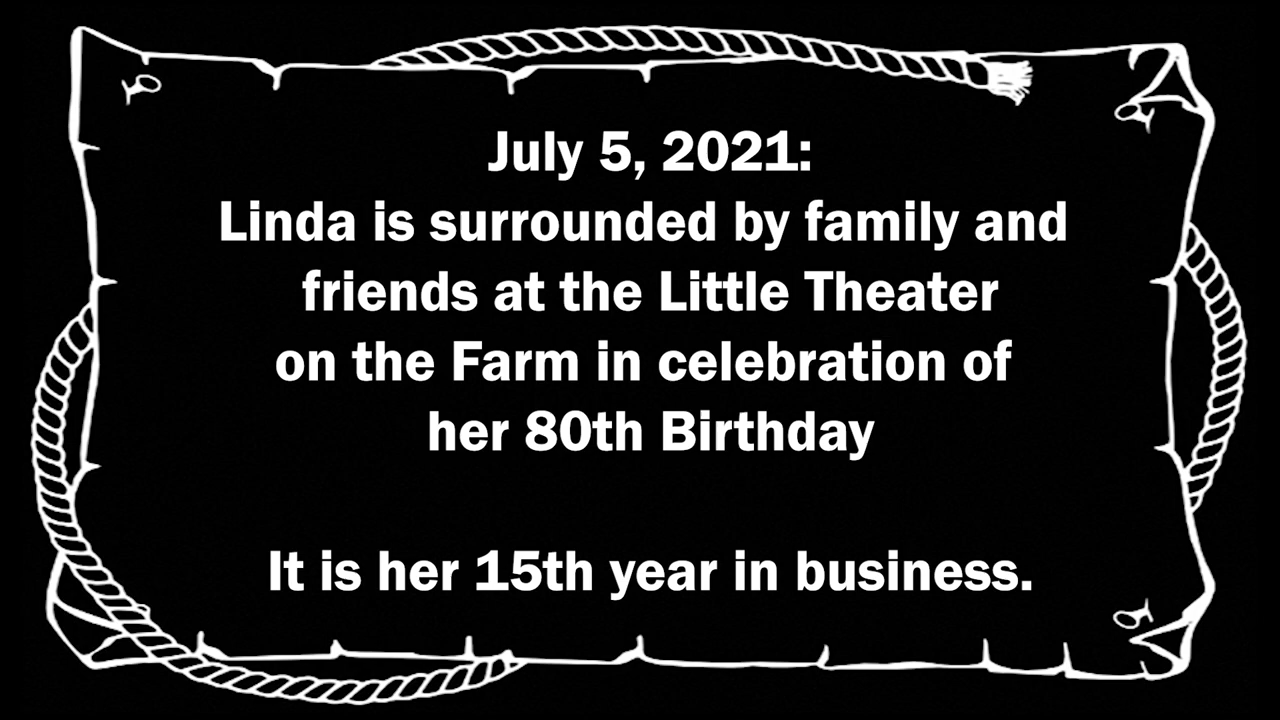 July 5, 2021:
Linda is surrounded by family and
friends at the Little Theater
on the Farm in celebration of
her 80th Birthday
It is her 15th year in business.